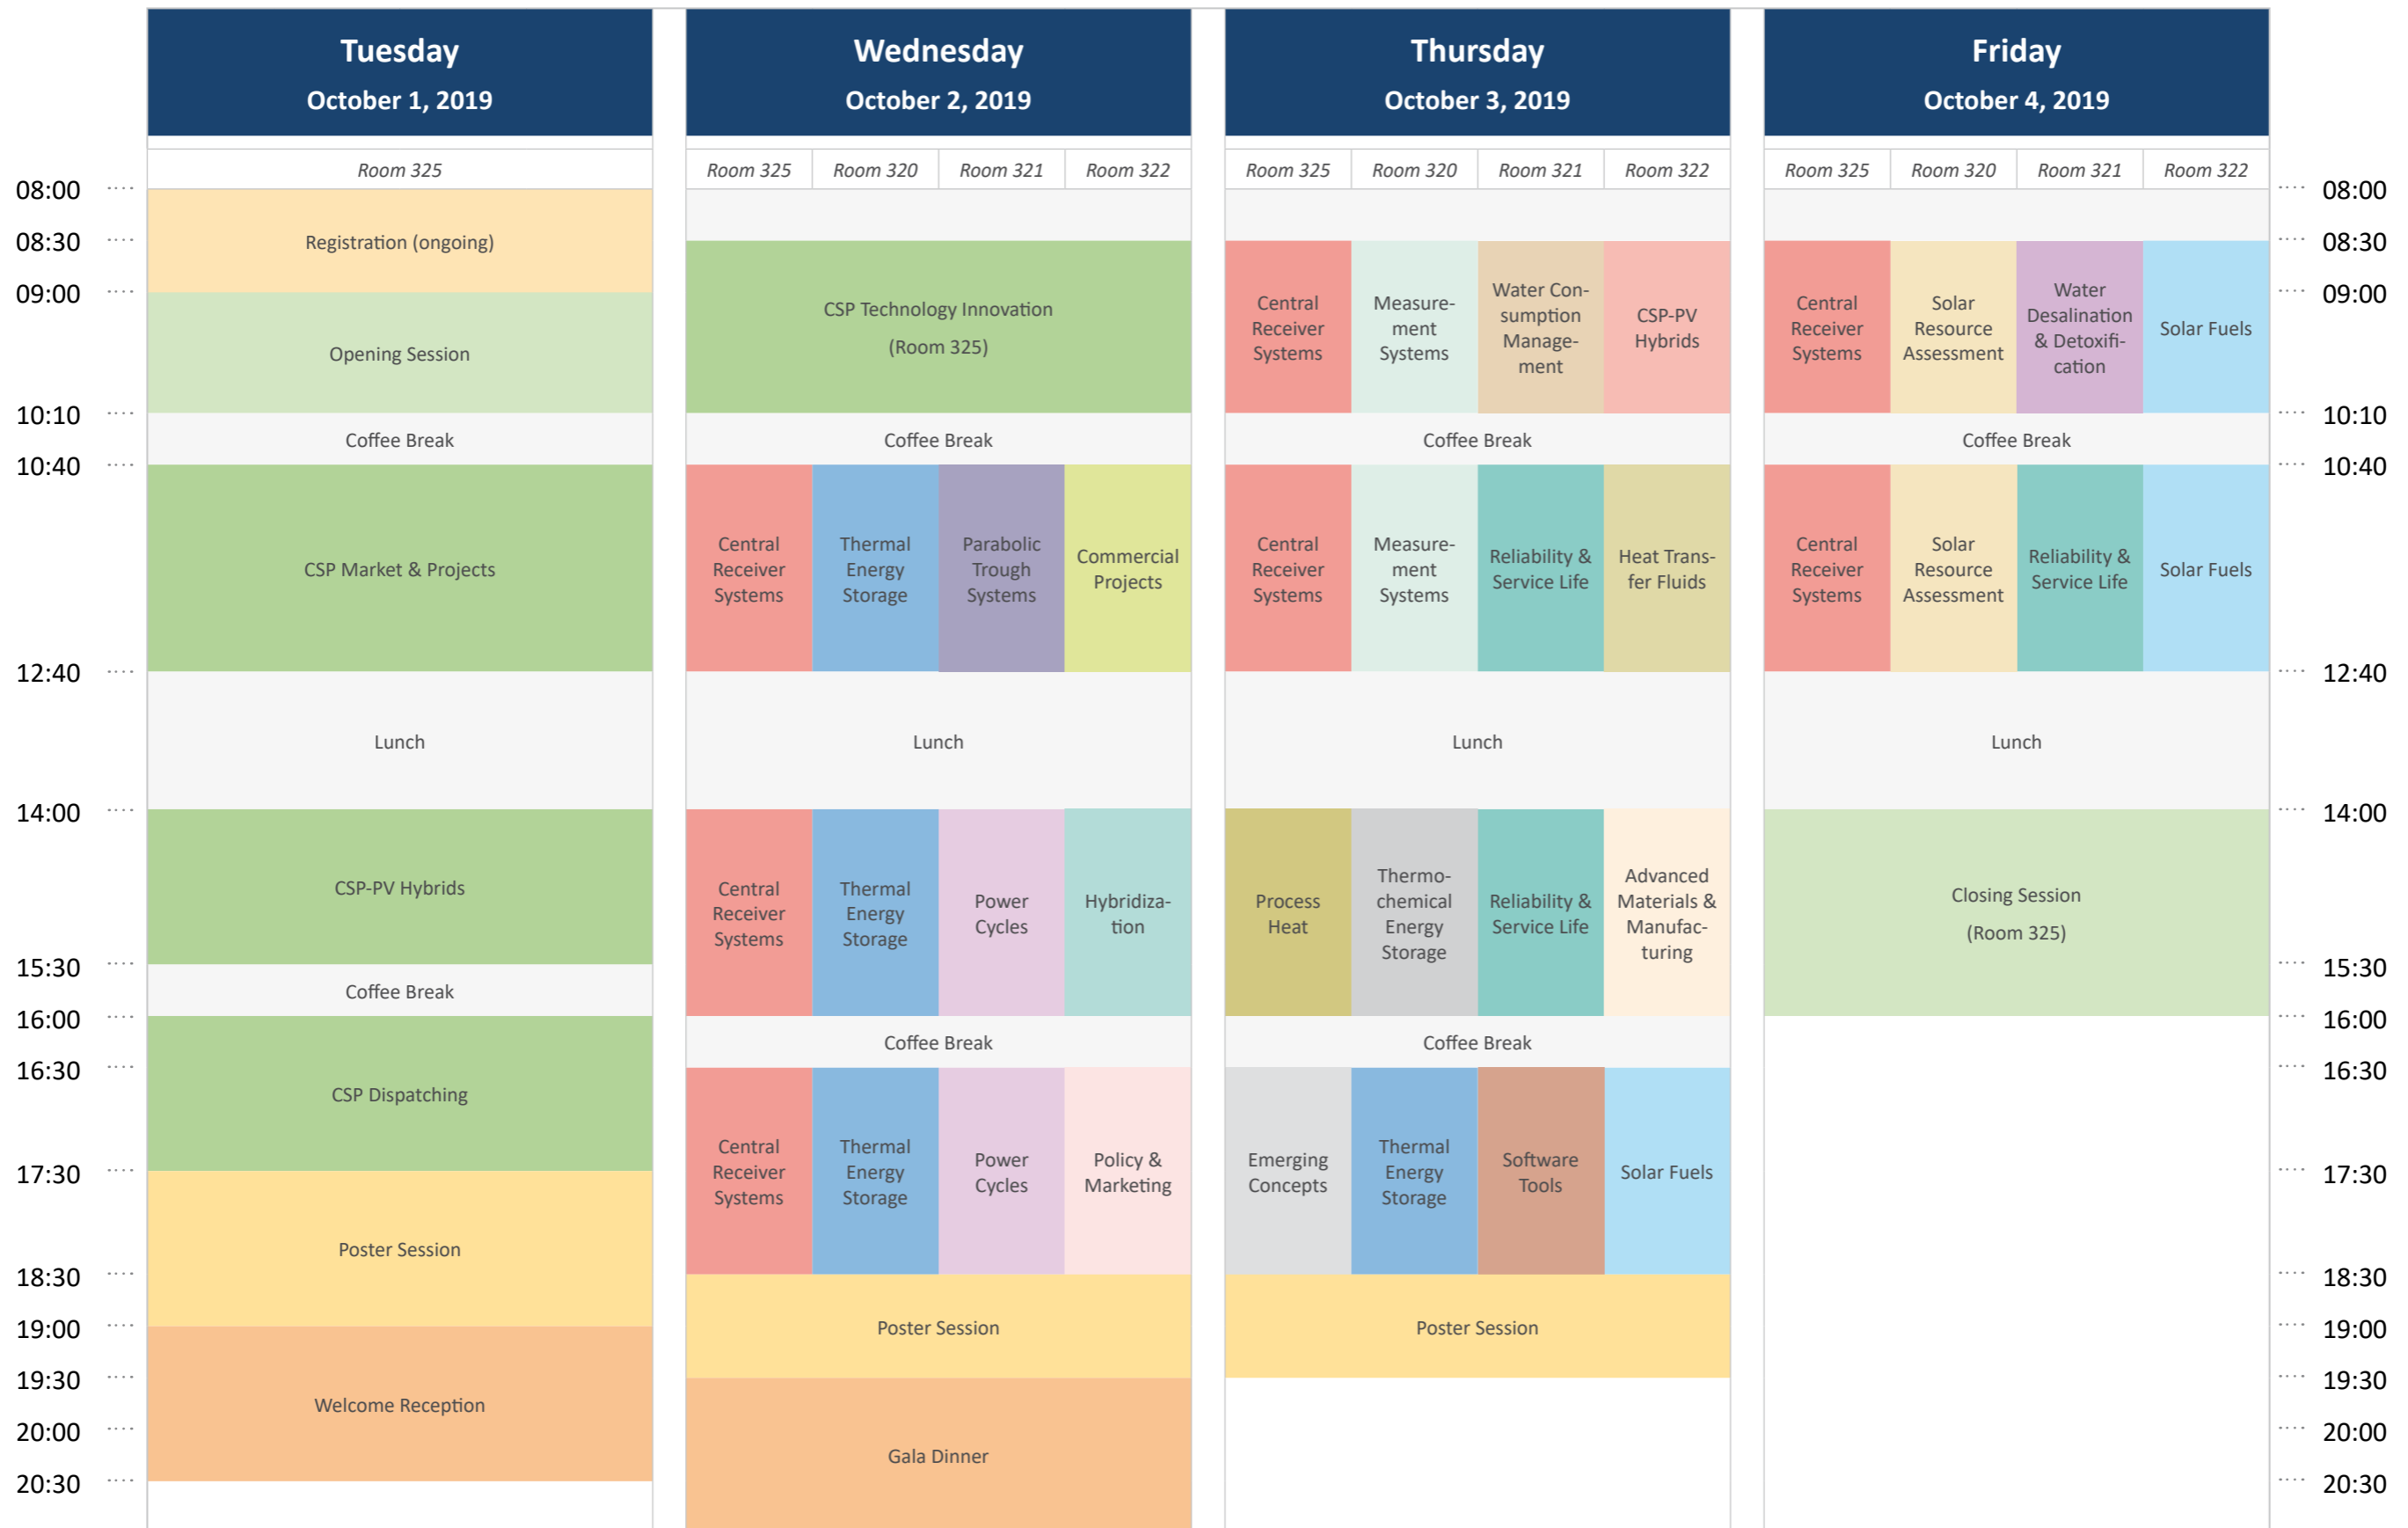 Tuesday
October 1, 2019
Wednesday
October 2, 2019
Thursday
October 3, 2019
Friday
October 4, 2019
Room 325
Room 325
Room 320
Room 321
Room 322
Room 325
Room 320
Room 321
Room 322
Room 325
Room 320
Room 321
Room 322
08:00
08:30
09:00
10:10
10:40
12:40
14:00
15:30
16:00
16:30
17:30
18:30
19:00
19:30
20:00
20:30
Registration (ongoing)
Opening Session
Coffee Break
CSP Market & Projects
Lunch
CSP-PV Hybrids
Coffee Break
CSP Dispatching
Poster Session
Welcome Reception
CSP Technology Innovation
(Room 325)
Coffee Break
Central
Receiver
Systems
Thermal
Energy
Storage
Parabolic
Trough
Systems
Commercial
Projects
Lunch
Central
Receiver
Systems
Thermal
Energy
Storage
Power
Cycles
Hybridiza-
tion
Coffee Break
Central
Receiver
Systems
Thermal
Energy
Storage
Power
Cycles
Policy &
Marketing
Poster Session
Gala Dinner
Central
Receiver
Systems
Measure-
ment
Systems
Water Con-
sumption
Manage-
ment
CSP-PV
Hybrids
Coffee Break
Central
Receiver
Systems
Measure-
ment
Systems
Reliability &
Service Life
Heat Trans-
fer Fluids
Lunch
Process
Heat
Thermo-
chemical
Energy
Storage
Reliability &
Service Life
Advanced
Materials &
Manufac-
turing
Coffee Break
Emerging
Concepts
Thermal
Energy
Storage
Software
Tools
Solar Fuels
Poster Session
Central
Receiver
Systems
Solar
Resource
Assessment
Water
Desalination
& Detoxifi-
cation
Solar Fuels
Coffee Break
Central
Receiver
Systems
Solar
Resource
Assessment
Reliability &
Service Life
Solar Fuels
Lunch
Closing Session
(Room 325)
08:00
08:30
09:00
10:10
10:40
12:40
14:00
15:30
16:00
16:30
17:30
18:30
19:00
19:30
20:00
20:30